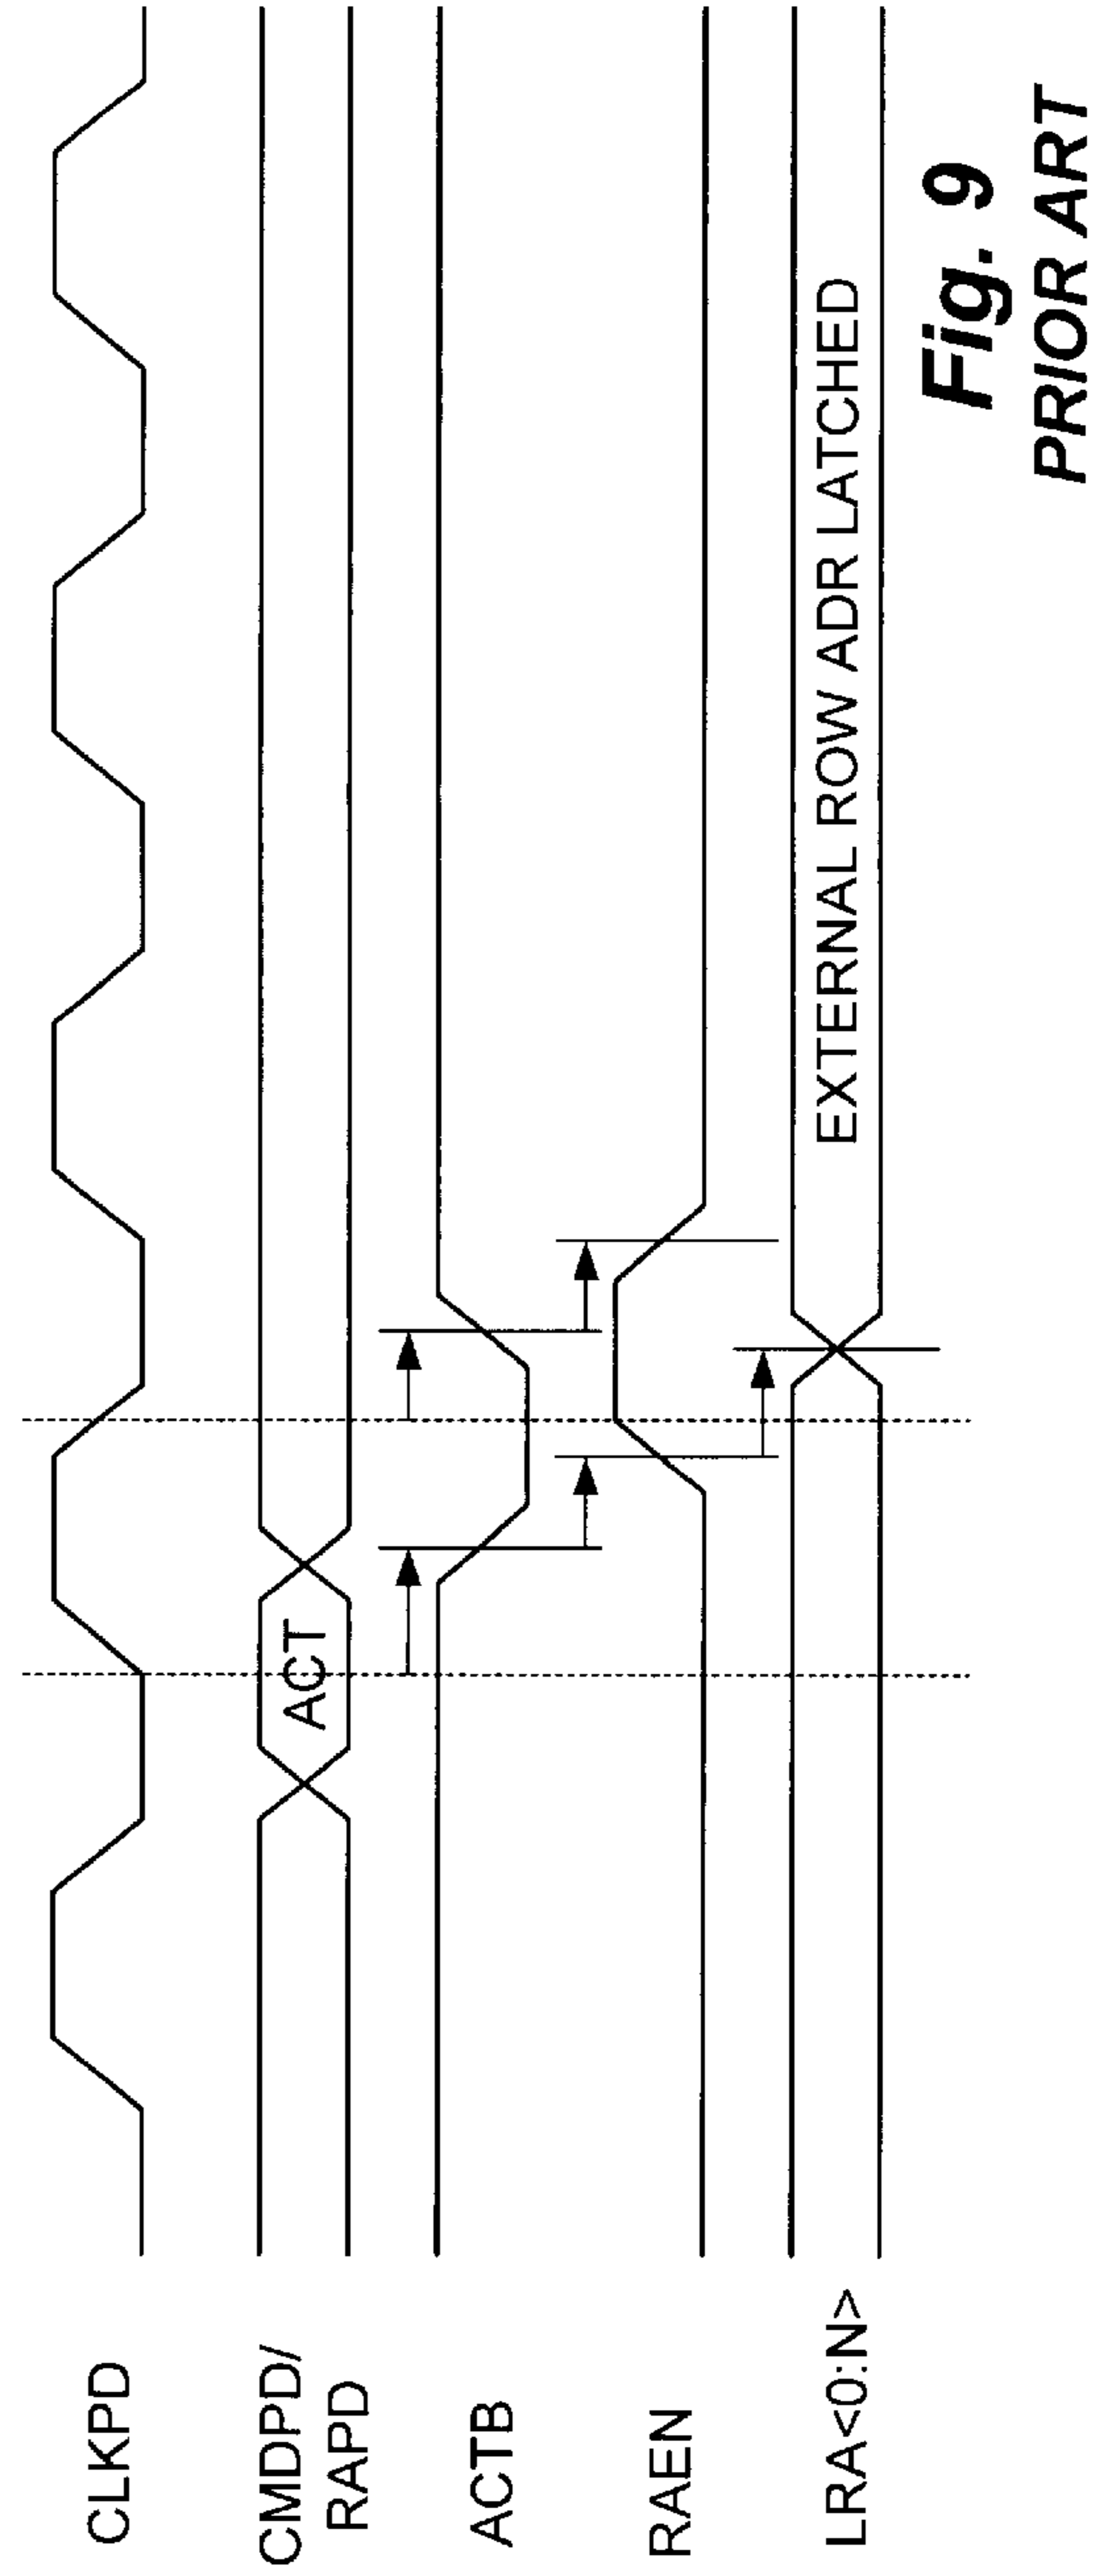 CLKPD
CMDPD/
RAPD
ACT
ACTB
RAEN
LRA<0:N>
EXTERNAL ROW ADR LATCHED
Fig. 9
PRIOR ART